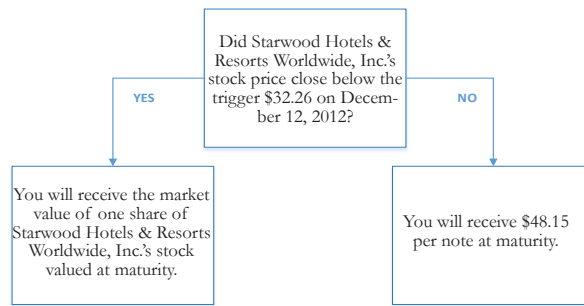 Did Starwood Hotels &
Resorts Worldwide, Inc.'s
stock price close below the
trigger $32.26 on Decem-
ber 12, 2012?
YES
NO
You will receive the market
value of one share of
Starwood Hotels & Resorts
Worldwide, Inc.'s stock
valued at maturity.
You will receive $48.15
per note at maturity.